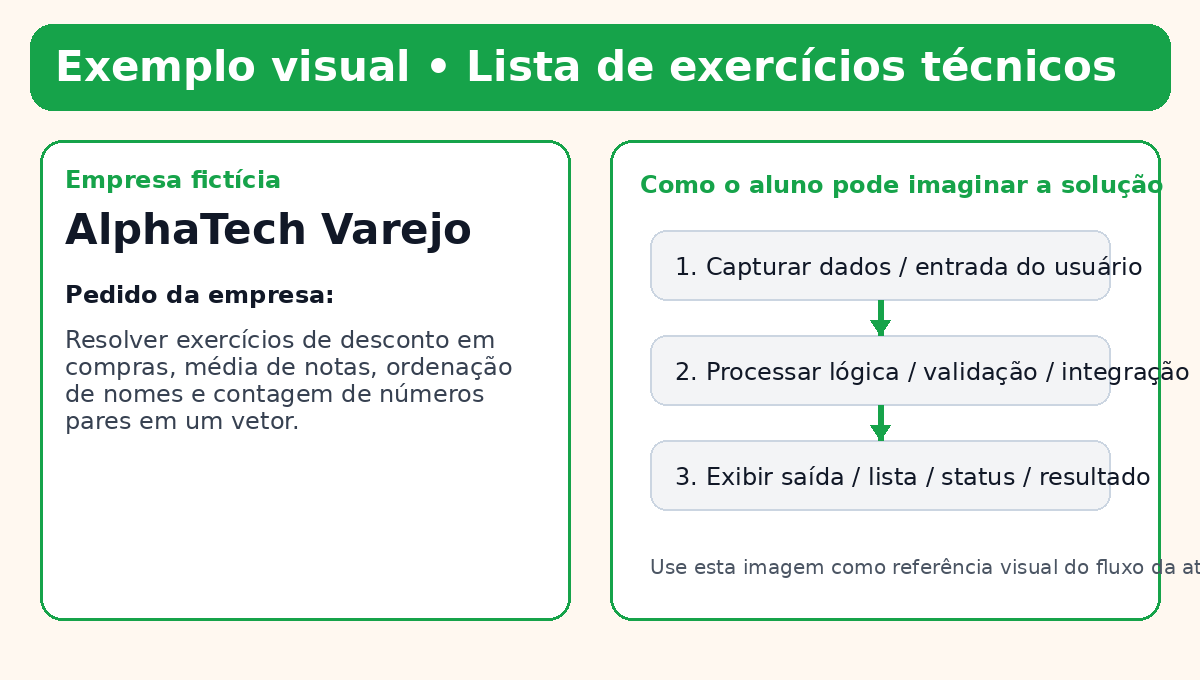 Exemplo visual • Lista de exercícios técnicos
Empresa fictícia
AlphaTech Varejo
Pedido da empresa:
Resolver exercícios de desconto em
compras, média de notas, ordenação
de nomes e contagem de números
pares em um vetor.
Como o aluno pode imaginar a solução
1. Capturar dados / entrada do usuário
2. Processar lógica / validação / integração
3. Exibir saída / lista / status / resultado
Use esta imagem como referência visual do fluxo da